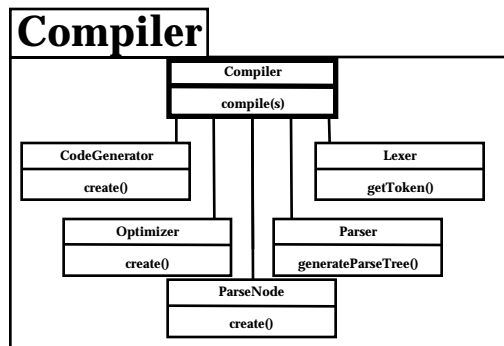 Compiler
Compiler
compile(s)
CodeGenerator
create()
Lexer
getToken()
Optimizer
create()
Parser
generateParseTree()
ParseNode
create()